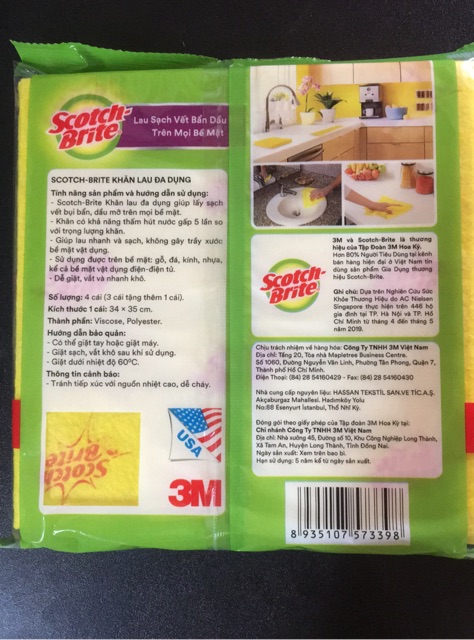 Scotch-
Brite
Lau Sạch Vết Bẩn Dầu
Trên Mọi Bề Mặt
SCOTCH-BRITE KHĂN LAU ĐA DỤNG
Tính năng sản phẩm và hướng dẫn sử dụng:
- Scotch-Brite Khăn lau đa dụng giúp lấy sạch
vết bụi bẩn, dầu mỡ trên mọi bề mặt.
- Khăn có khả năng thấm hút nước gấp 5 lần so
với trọng lượng khăn.
- Giúp lau nhanh và sạch, không gây trầy xước
bề mặt vật dụng.
- Sử dụng được trên bề mặt: gỗ, đá, kính, nhựa,
kể cả bề mặt vật dụng điện-điện tử.
- Dễ giặt, vắt và nhanh khô.
Số lượng: 4 cái (3 cái tặng thêm 1 cái).
Kích thước 1 cái: 34 × 35 cm.
Thành phần: Viscose, Polyester.
Hướng dẫn bảo quản:
- Có thể giặt tay hoặc giặt máy.
- Giặt sạch, vắt khô sau khi sử dụng.
- Giặt dưới nhiệt độ 60ºC.
Thông tin cảnh báo:
- Tránh tiếp xúc với nguồn nhiệt cao, dễ cháy.
Scotch
Brite
USA
3M
Scotch-
Brite
3M và Scotch-Brite là thương
hiệu của Tập Đoàn 3M Hoa Kỳ.
Hơn 80% Người Tiêu Dùng tại kênh
bán hàng hiện đại ở Việt Nam tin
dùng sản phẩm Gia Dụng thương
hiệu Scotch-Brite.
Ghi chú: Dựa trên Nghiên Cứu Sức
Khỏe Thương Hiệu do AC Nielsen
Singapore thực hiện trên 446 hộ
gia đình tại TP. Hà Nội và TP. Hồ
Chí Minh từ tháng 4 đến tháng 5
năm 2019.
Chịu trách nhiệm về hàng hóa: Công Ty TNHH 3M Việt Nam
Địa chỉ: Tầng 20, Tòa nhà Mapletree Business Centre,
Số 1060, Đường Nguyễn Văn Linh, Phường Tân Phong, Quận 7,
Thành phố Hồ Chí Minh.
Điện Thoại: (84) 28 54160429 - Fax: (84) 28 54160430
Nhà cung cấp nguyên liệu: HASSAN TEKSTİL SAN.VE TİC.A.Ş.
Akçaburgaz Mahallesi. Hadımköy Yolu
No:88 Esenyurt İstanbul, Thổ Nhĩ Kỳ.
Đóng gói theo giấy phép của Tập đoàn 3M Hoa Kỳ tại:
Chi nhánh Công Ty TNHH 3M Việt Nam
Địa chỉ: Nhà xưởng 45, Đường số 10, Khu Công Nghiệp Long Thành,
Xã Tam An, Huyện Long Thành, Tỉnh Đồng Nai.
Ngày sản xuất: Xem trên bao bì.
Hạn sử dụng: 5 năm kể từ ngày sản xuất.
8 935107 573398